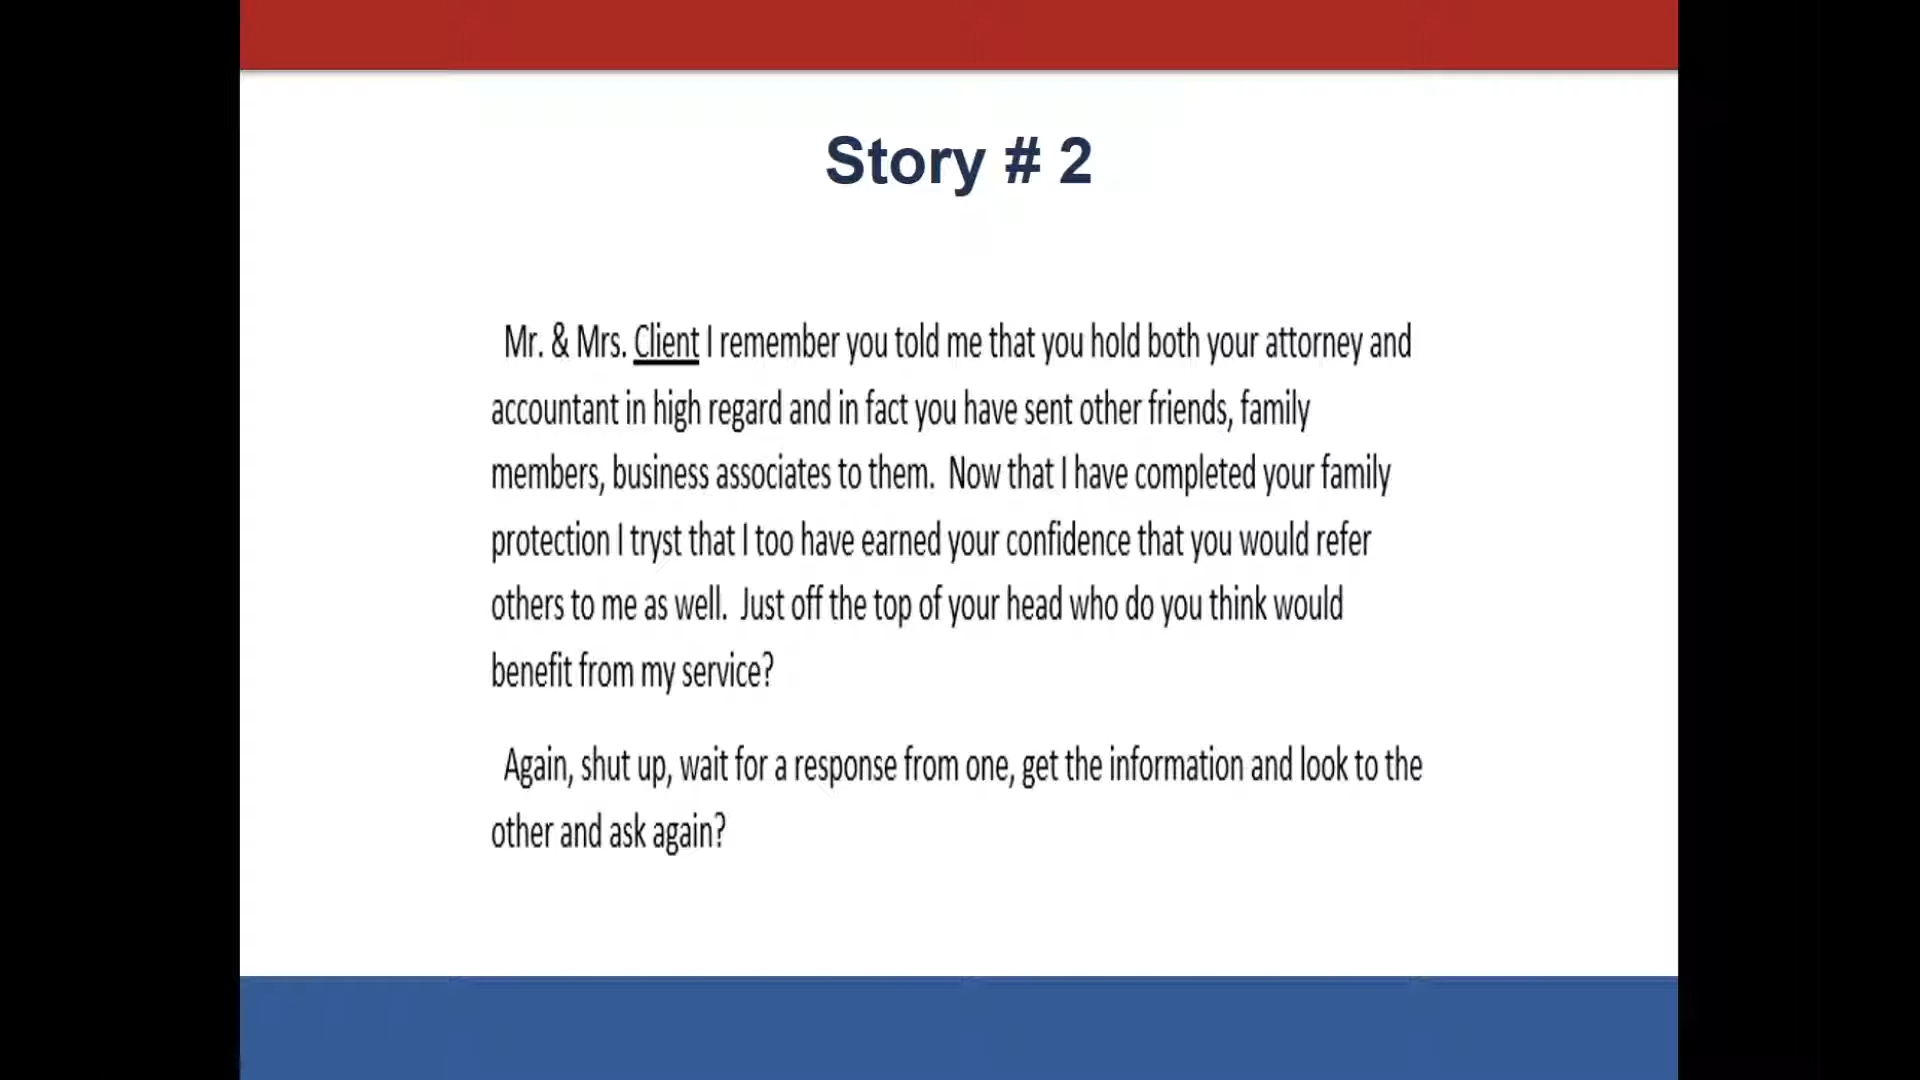 Story # 2
Mr. & Mrs. Client I remember you told me that you hold both your attorney and
accountant in high regard and in fact you have sent other friends, family
members, business associates to them.  Now that I have completed your family
protection I tryst that I too have earned your confidence that you would refer
others to me as well.  Just off the top of your head who do you think would
benefit from my service?
Again, shut up, wait for a response from one, get the information and look to the
other and ask again?